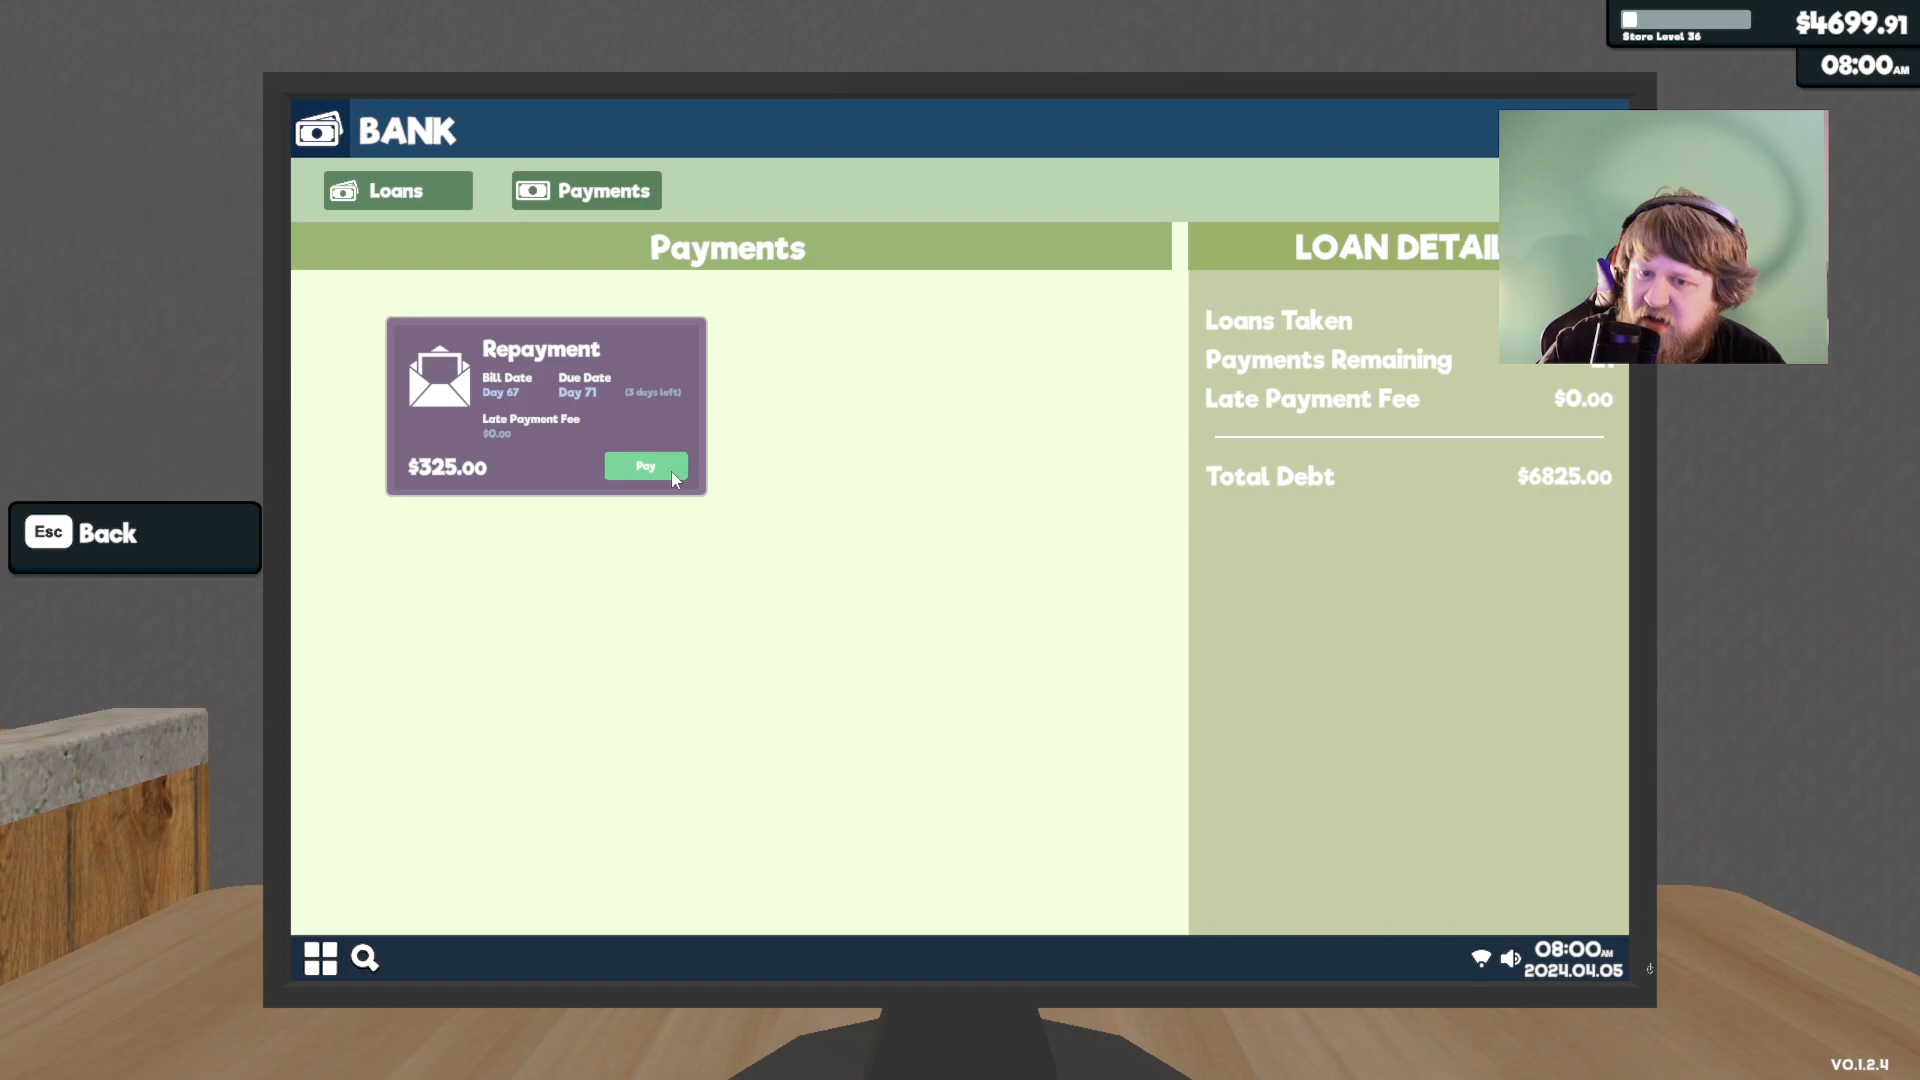 $4699.91
Store Level 36
08:00AM
BANK
Loans
Payments
Payments
LOAN DETAIL
Repayment
Bill Date Due Date
Day 67 Day 71 (3 days left)
Late Payment Fee
$0.00
$325.00
Pay
Loans Taken
Payments Remaining
Late Payment Fee $0.00
Total Debt $6825.00
Esc Back
08:00AM
2024.04.05
V0.1.2.4